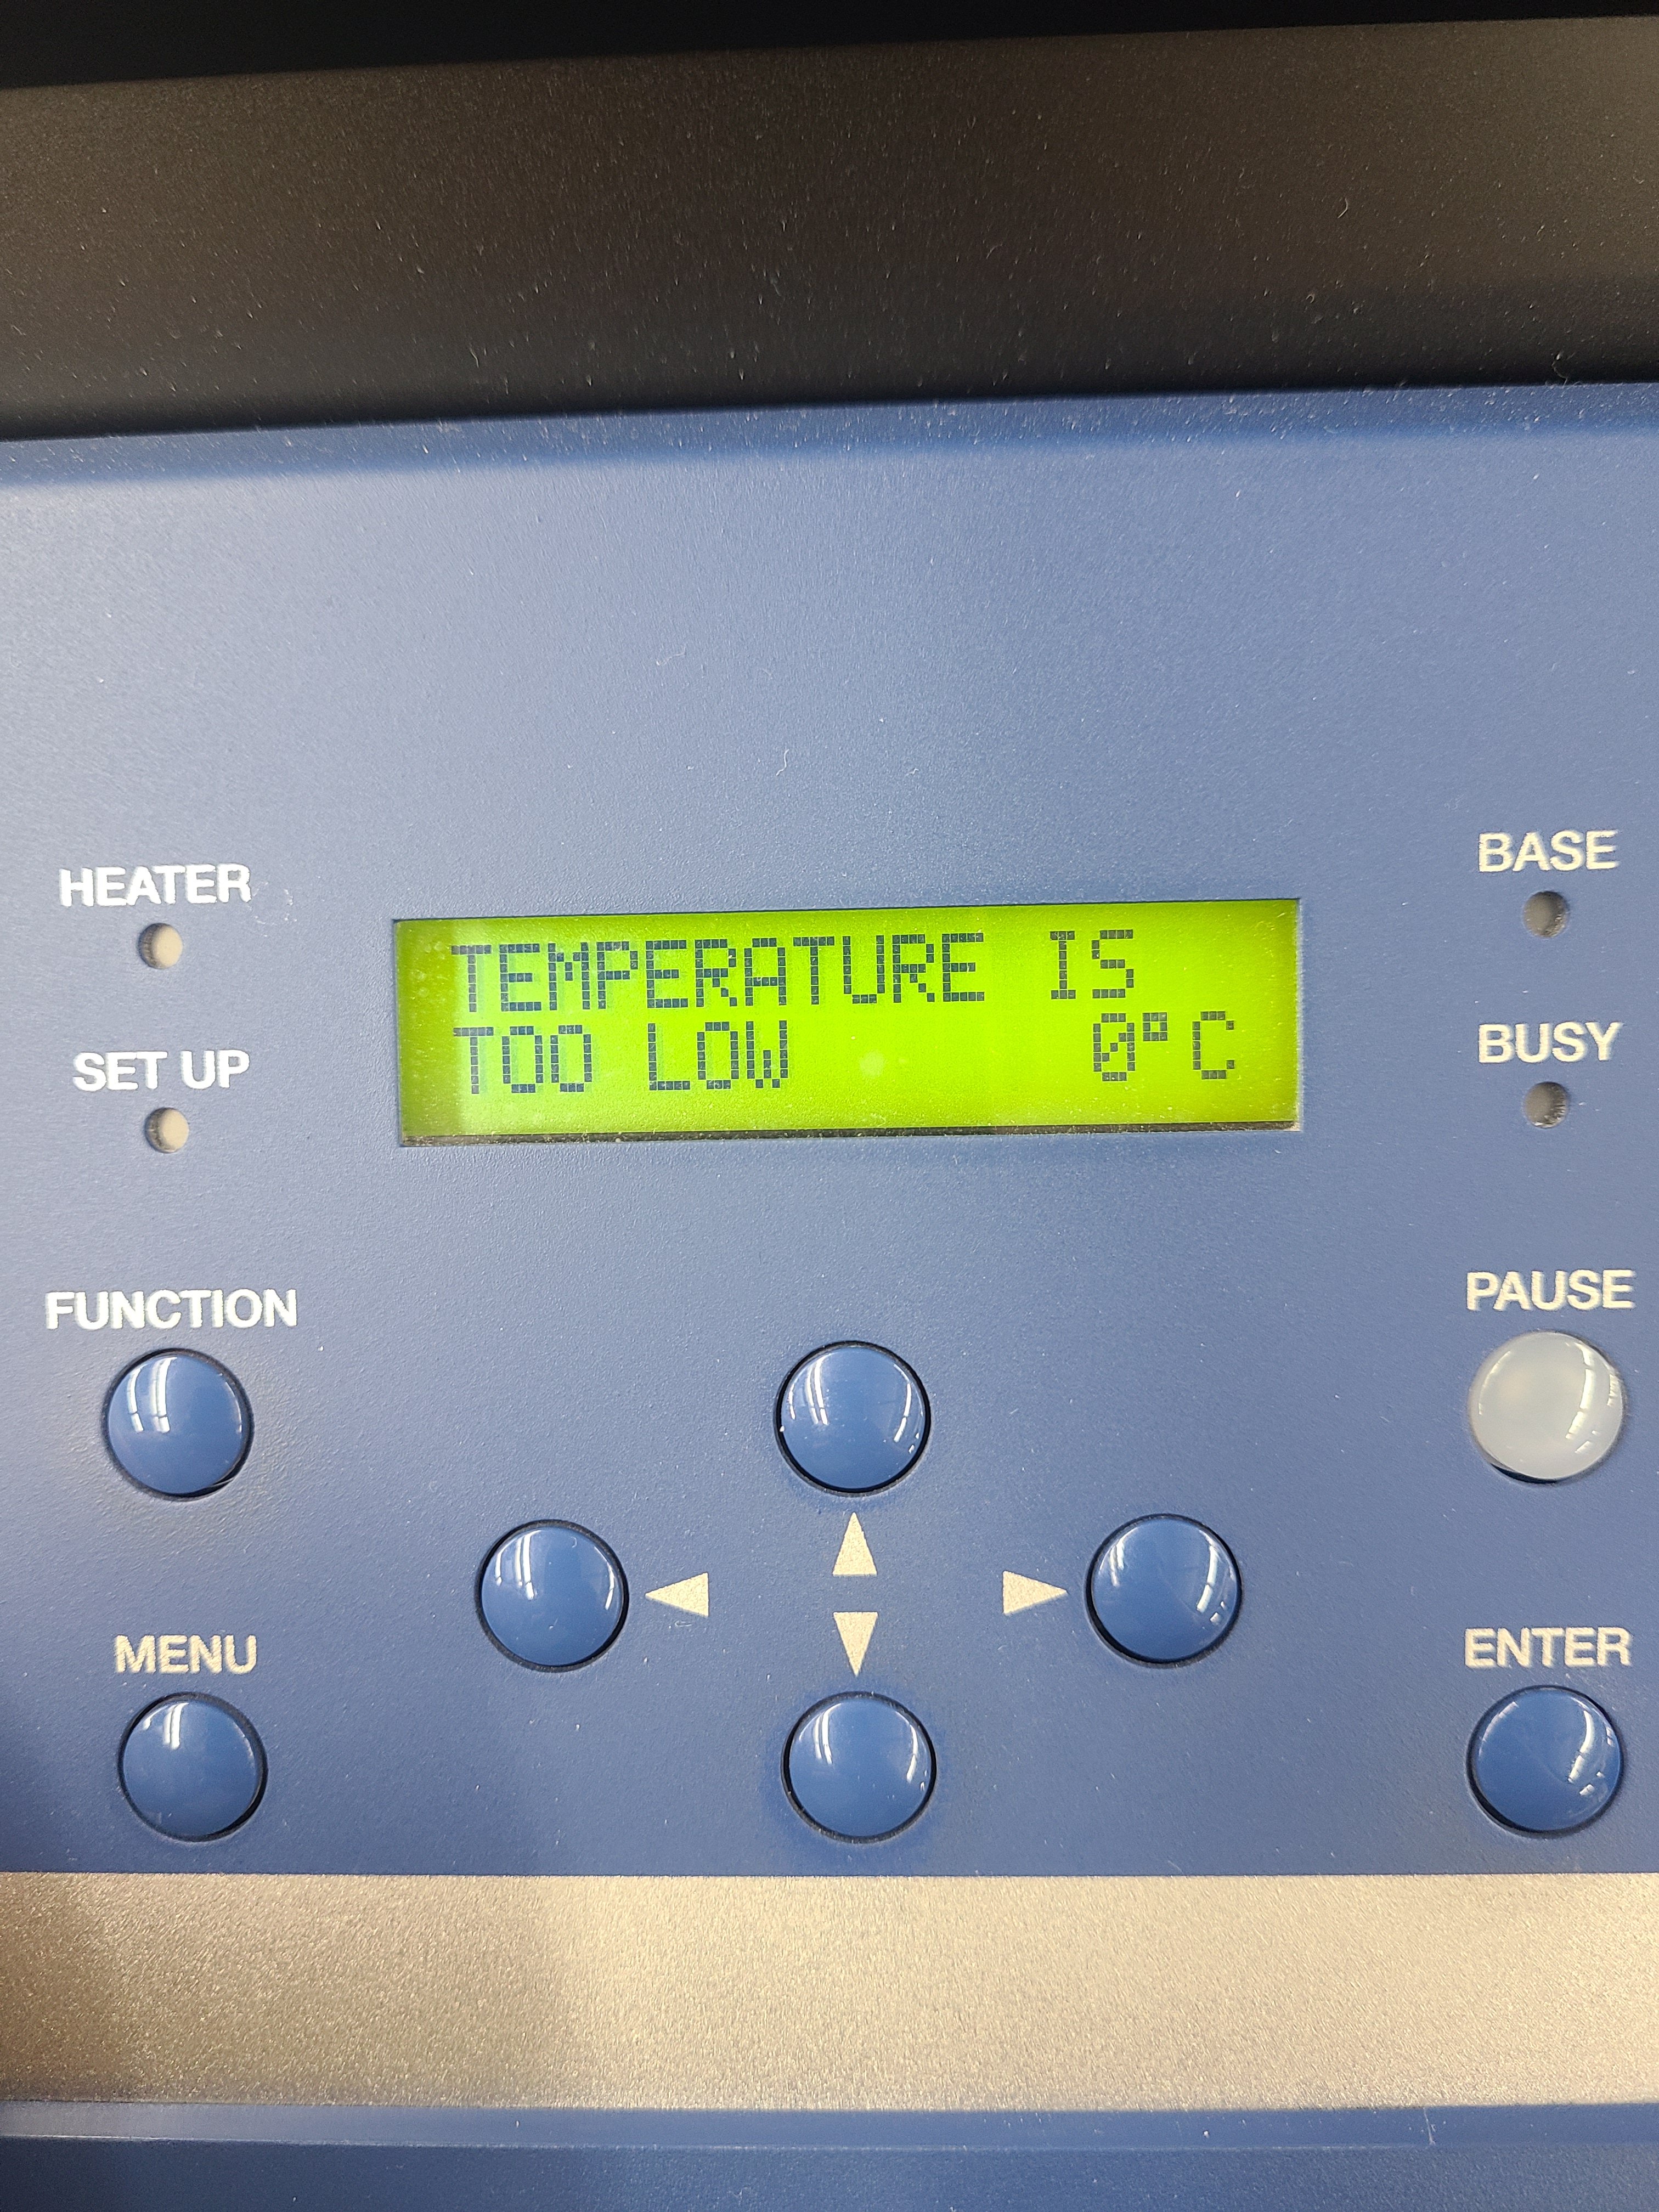 HEATER
BASE
TEMPERATURE IS
TOO LOW 0°C
SET UP
BUSY
FUNCTION
PAUSE
MENU
ENTER